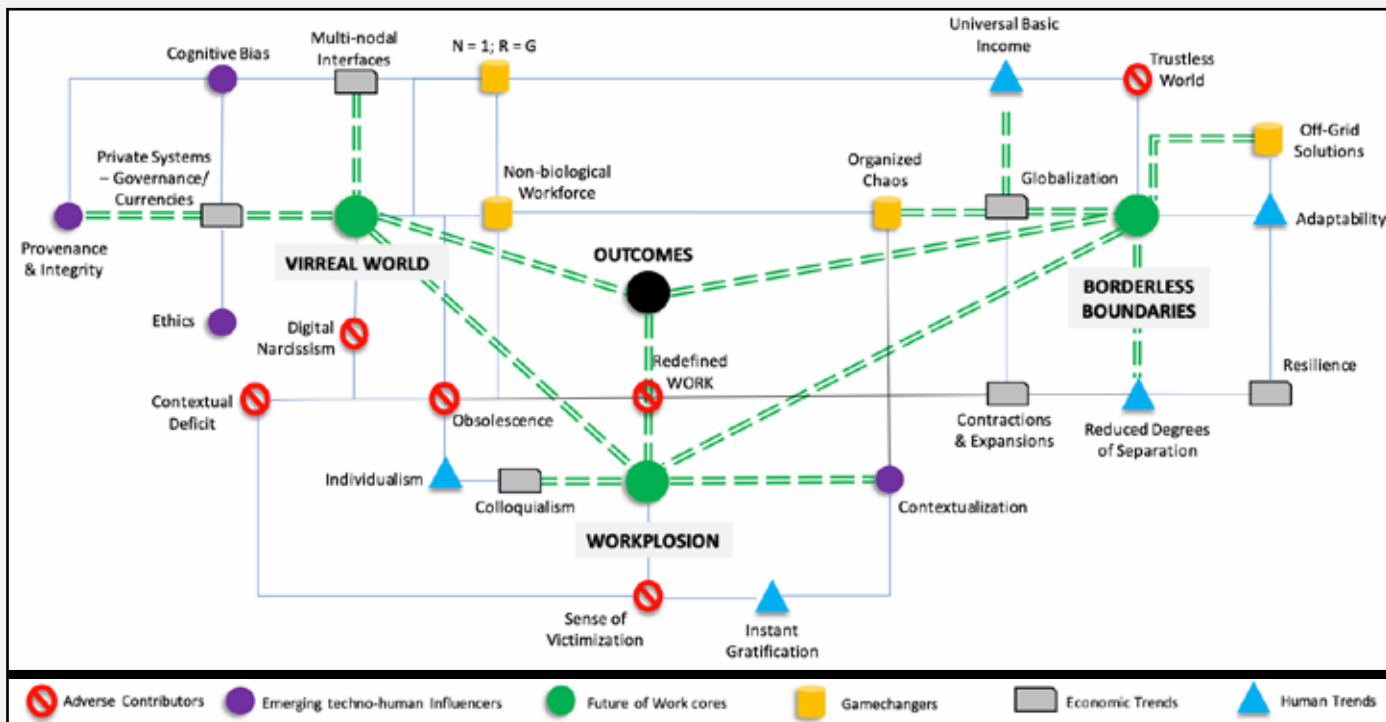 Cognitive Bias
Multi-nodal
Interfaces
N = 1; R = G
Universal Basic
Income
Trustless
World
Private Systems
– Governance/
Currencies
Non-biological
Workforce
Organized
Chaos
Globalization
Off-Grid
Solutions
Adaptability
Provenance
& Integrity
VIRREAL WORLD
OUTCOMES
BORDERLESS
BOUNDARIES
Ethics
Digital
Narcissism
Redefined
WORK
Resilience
Contextual
Deficit
Obsolescence
Contractions
& Expansions
Reduced Degrees
of Separation
Individualism
Colloquialism
Contextualization
WORKPLOSION
Sense of
Victimization
Instant
Gratification
Adverse Contributors
Emerging techno-human Influencers
Future of Work cores
Gamechangers
Economic Trends
Human Trends